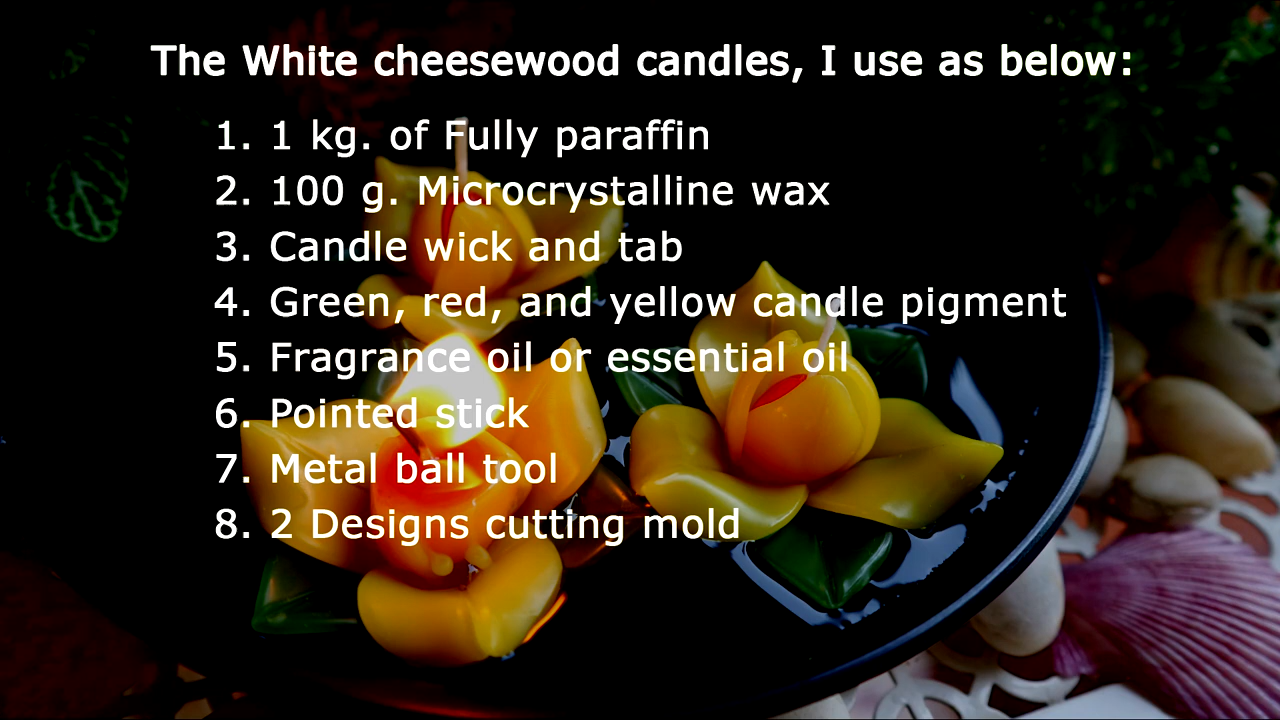 The White cheesewood candles, I use as below:
1. 1 kg. of Fully paraffin
2. 100 g. Microcrystalline wax
3. Candle wick and tab
4. Green, red, and yellow candle pigment
5. Fragrance oil or essential oil
6. Pointed stick
7. Metal ball tool
8. 2 Designs cutting mold